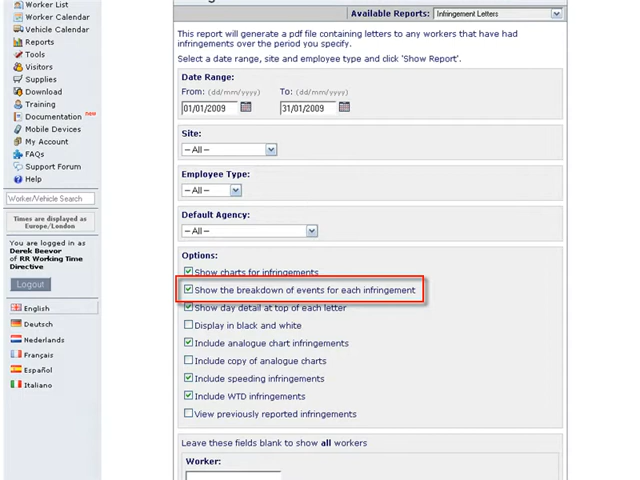 Worker List
Worker Calendar
Vehicle Calendar
Reports
Tools
Visitors
Supplies
Download
Training
Documentation new
Mobile Devices
My Account
FAQs
Support Forum
Help
Worker/Vehicle Search
Times are displayed as
Europe/London
You are logged in as
Derek Beevor
of RR Working Time
Directive
Logout
English
Deutsch
Nederlands
Français
Español
Italiano
Available Reports: Infringement Letters
This report will generate a pdf file containing letters to any workers that have had
infringements over the period you specify.
Select a date range, site and employee type and click 'Show Report'.
Date Range:
From: (dd/mm/yyyy) To: (dd/mm/yyyy)
01/01/2009 31/01/2009
Site:
-- All --
Employee Type:
-- All --
Default Agency:
-- All --
Options:
Show charts for infringements
Show the breakdown of events for each infringement
Show day detail at top of each letter
Display in black and white
Include analogue chart infringements
Include copy of analogue charts
Include speeding infringements
Include WTD infringements
View previously reported infringements
Leave these fields blank to show all workers
Worker: